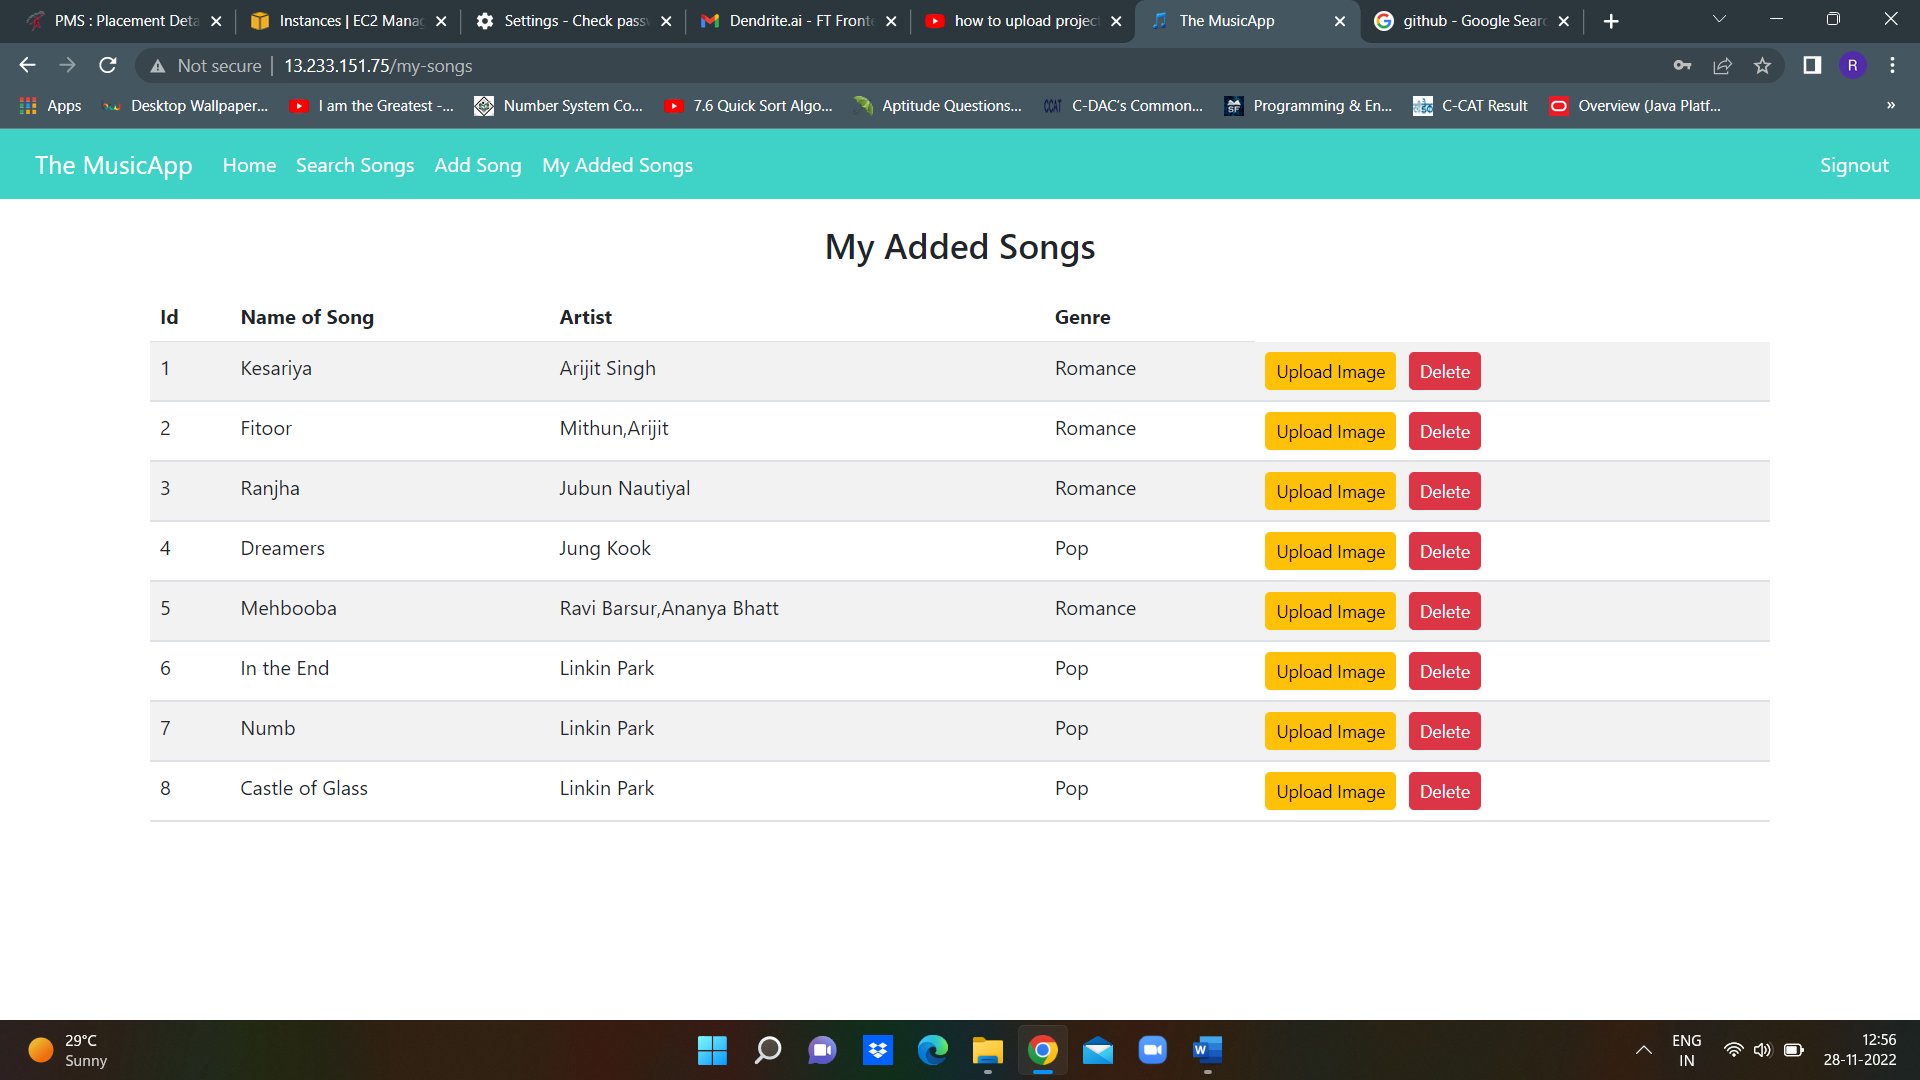 PMS : Placement Deta
Instances | EC2 Manag
Settings - Check passw
Dendrite.ai - FT Fronte
how to upload project
The MusicApp
github - Google Searc
Not secure
13.233.151.75/my-songs
R
Apps
Desktop Wallpaper...
I am the Greatest -...
Number System Co...
7.6 Quick Sort Algo...
Aptitude Questions...
CCAT
C-DAC's Common...
SF
Programming & En...
C-CAT Result
Overview (Java Platf...
»
The MusicApp
Home
Search Songs
Add Song
My Added Songs
Signout
My Added Songs
Id Name of Song Artist Genre
1 Kesariya Arijit Singh Romance Upload Image Delete
2 Fitoor Mithun,Arijit Romance Upload Image Delete
3 Ranjha Jubun Nautiyal Romance Upload Image Delete
4 Dreamers Jung Kook Pop Upload Image Delete
5 Mehbooba Ravi Barsur,Ananya Bhatt Romance Upload Image Delete
6 In the End Linkin Park Pop Upload Image Delete
7 Numb Linkin Park Pop Upload Image Delete
8 Castle of Glass Linkin Park Pop Upload Image Delete
29°C
Sunny
W
ENG
IN
12:56
28-11-2022